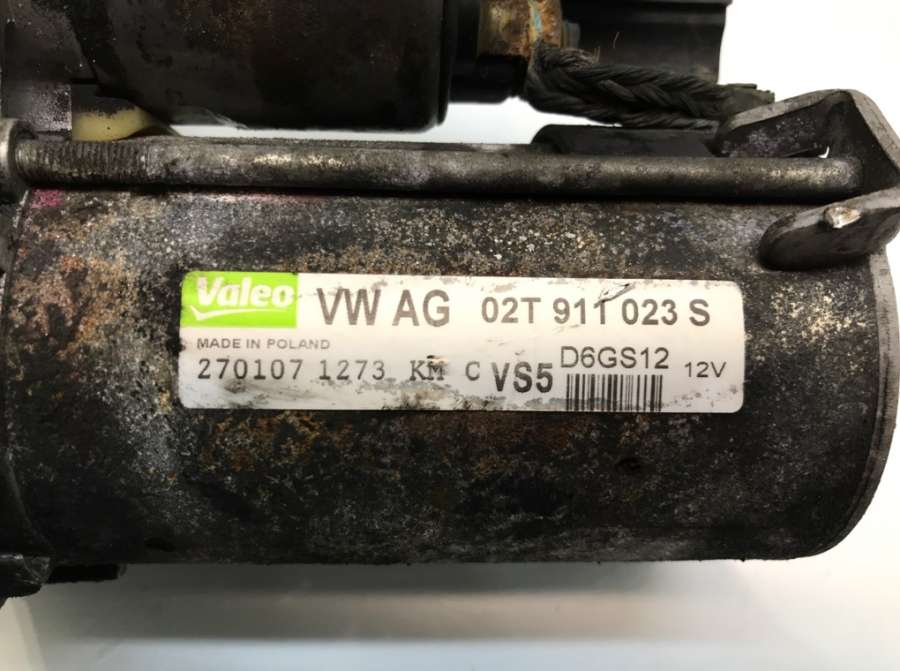 Valeo VW AG 02T 911 023 S
MADE IN POLAND
270107 1273 KM C VS5 D6GS12 12V